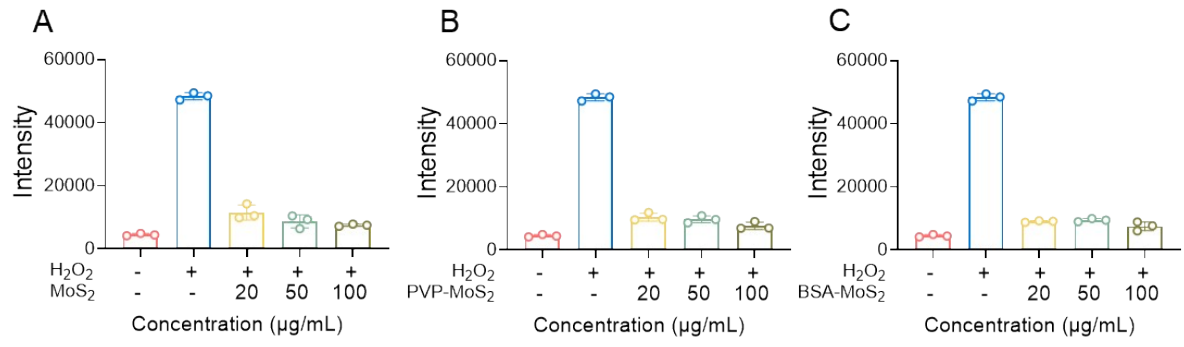 A
60000
40000
20000
0
Intensity
H₂O₂ - + + + +
MoS₂ - - 20 50 100
Concentration (μg/mL)
B
60000
40000
20000
0
Intensity
H₂O₂ - + + + +
PVP-MoS₂ - - 20 50 100
Concentration (μg/mL)
C
60000
40000
20000
0
Intensity
H₂O₂ - + + + +
BSA-MoS₂ - - 20 50 100
Concentration (μg/mL)